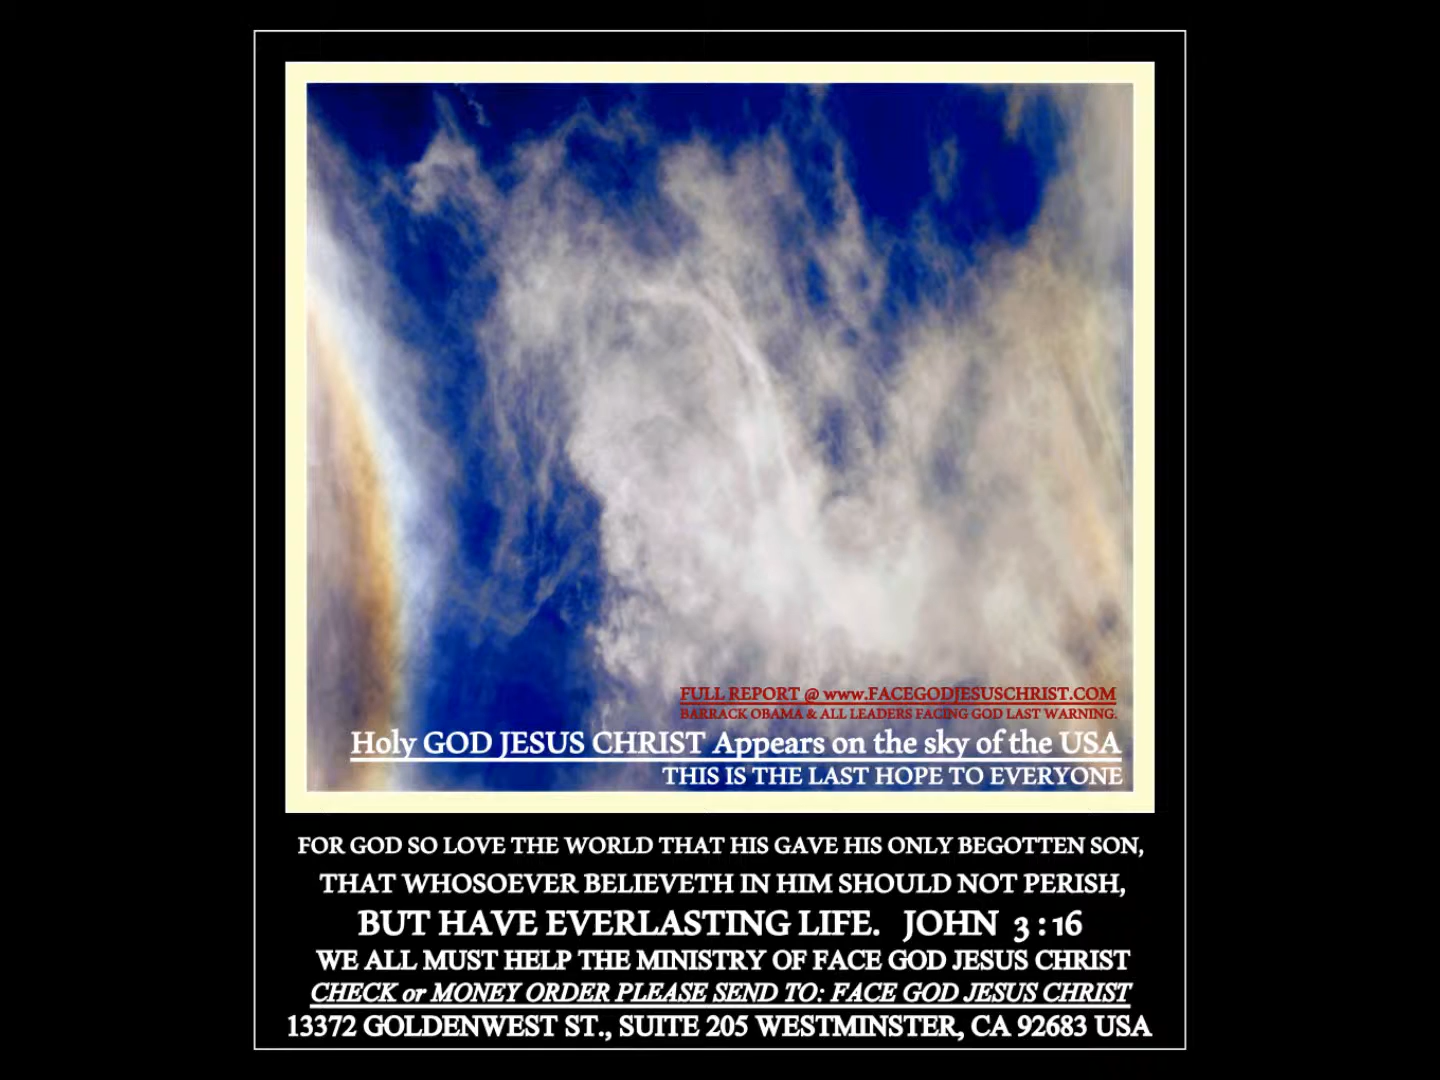 FULL REPORT @ www.FACEGODJESUSCHRIST.COM
BARRACK OBAMA & ALL LEADERS FACING GOD LAST WARNING.
Holy GOD JESUS CHRIST Appears on the sky of the USA
THIS IS THE LAST HOPE TO EVERYONE
FOR GOD SO LOVE THE WORLD THAT HIS GAVE HIS ONLY BEGOTTEN SON,
THAT WHOSOEVER BELIEVETH IN HIM SHOULD NOT PERISH,
BUT HAVE EVERLASTING LIFE. JOHN 3 : 16
WE ALL MUST HELP THE MINISTRY OF FACE GOD JESUS CHRIST
CHECK or MONEY ORDER PLEASE SEND TO: FACE GOD JESUS CHRIST
13372 GOLDENWEST ST., SUITE 205 WESTMINSTER, CA 92683 USA